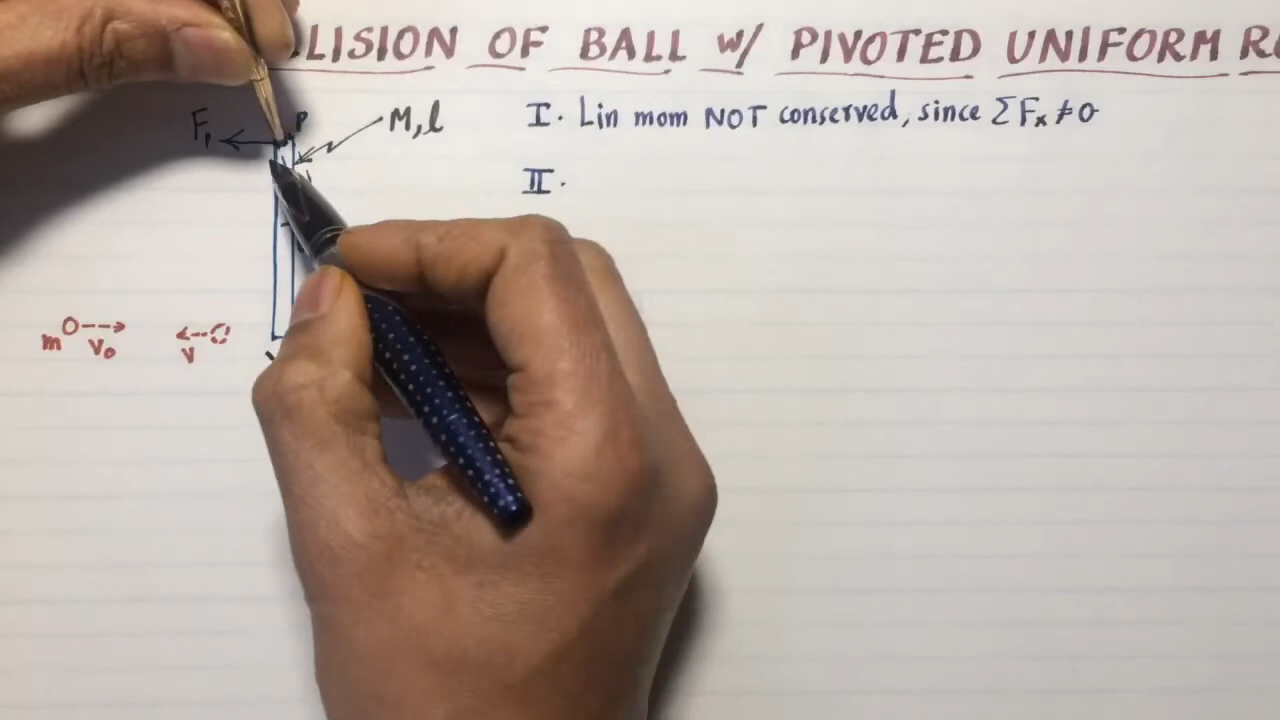 LISION OF BALL w/ PIVOTED UNIFORM
F₁ P M,l I. Lin mom NOT conserved, since ΣFₓ ≠ 0
II.
m v₀ v